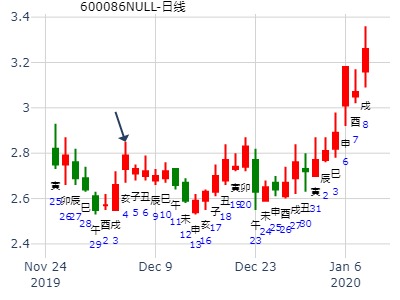 600086NULL-日线
3.4
3.2
3
2.8
2.6
2.4
寅 25
卯 26
辰 27
巳 28
午 29
酉 2
戌 3
亥 4
子 5
丑 6
辰 9
巳 10
午 11
未 12
申 13
亥 16
子 17
丑 18
寅 19
卯 20
午 23
未 24
申 25
酉 26
戌 27
丑 30
寅 31
辰 2
巳 3
申 6
酉 7
戌 8
Nov 24
2019
Dec 9
Dec 23
Jan 6
2020